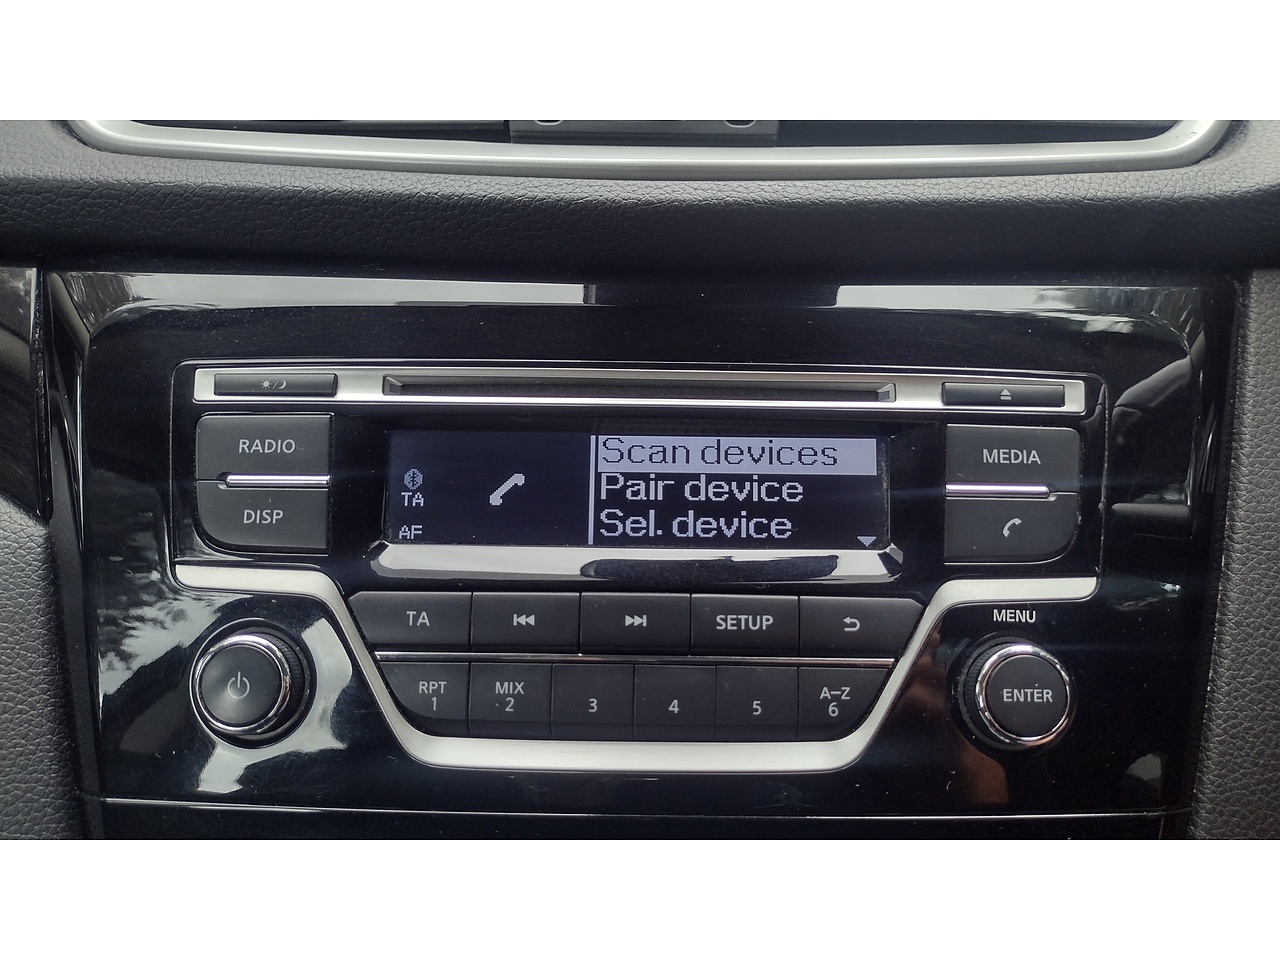 RADIO
DISP
TA
AF
Scan devices
Pair device
Sel. device
MEDIA
TA
SETUP
MENU
RPT
1
MIX
2
3
4
5
A-Z
6
ENTER